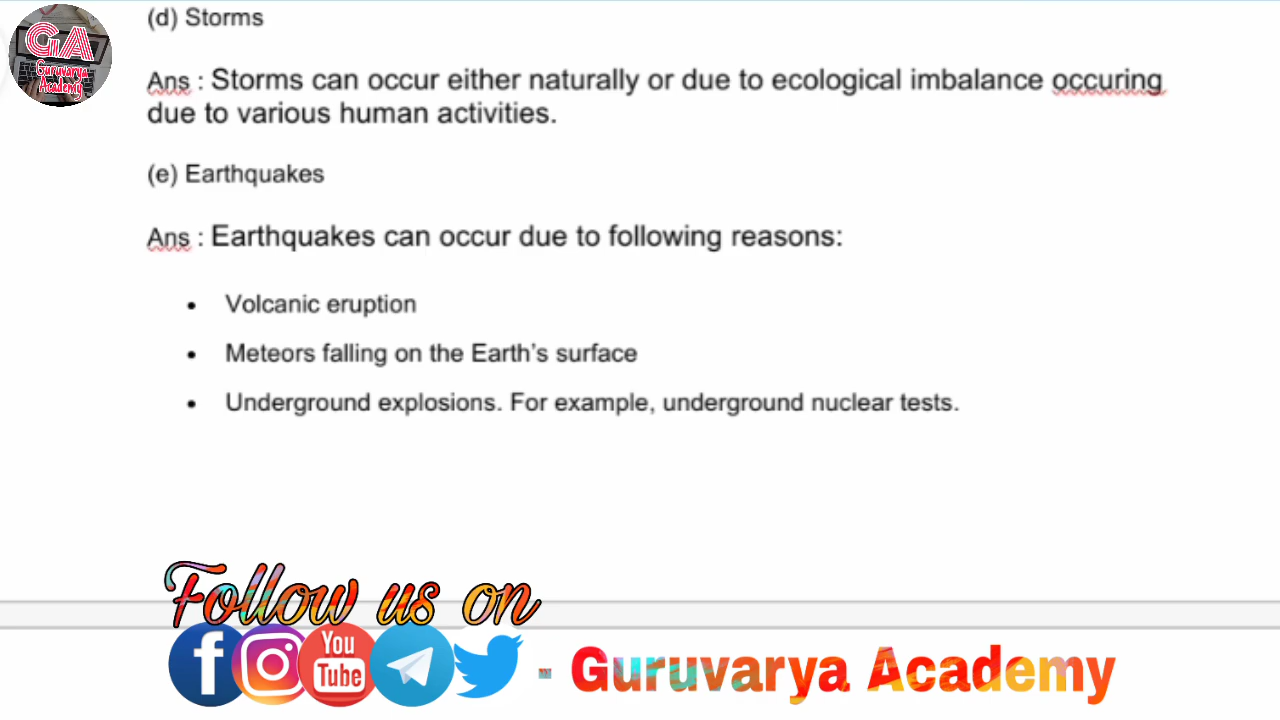 GA
Guruvarya
Academy
(d) Storms
Ans : Storms can occur either naturally or due to ecological imbalance occuring
due to various human activities.
(e) Earthquakes
Ans : Earthquakes can occur due to following reasons:
• Volcanic eruption
• Meteors falling on the Earth's surface
• Underground explosions. For example, underground nuclear tests.
Follow us on
f
You
Tube
- Guruvarya Academy